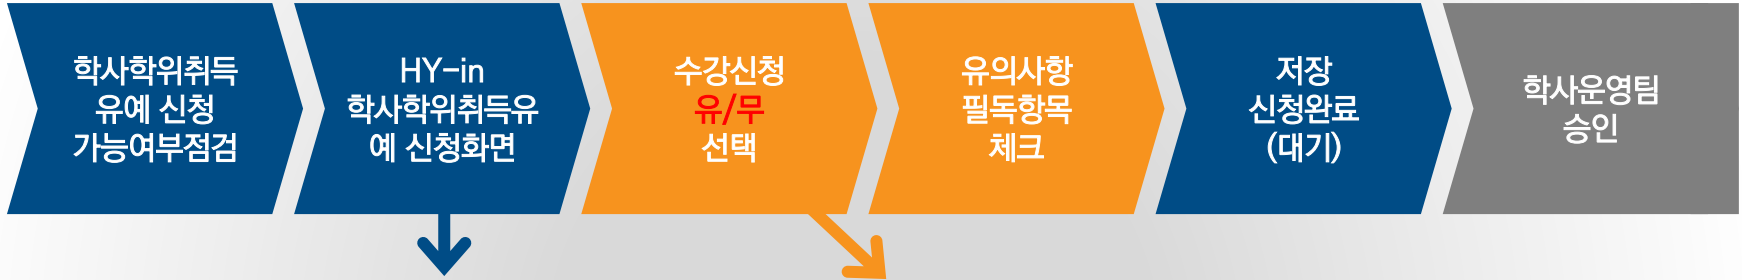 학사학위취득
유예 신청
가능여부점검
HY-in
학사학위취득유
예 신청화면
수강신청
유/무
선택
유의사항
필독항목
체크
저장
신청완료
(대기)
학사운영팀
승인